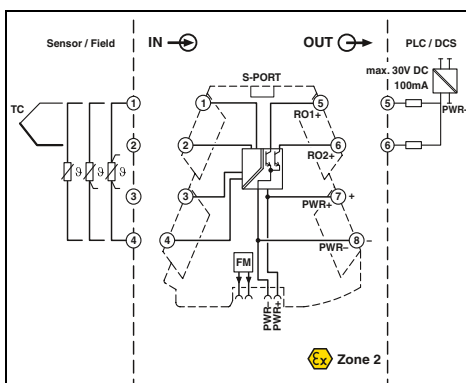 Sensor / Field
IN
OUT
PLC / DCS
S-PORT
max. 30V DC
100mA
PWR-
TC
1
1
5
5
RO1+
2
2
6
6
RO2+
ϑ ϑ ϑ
3
3
7
+
PWR+
4
4
8
–
PWR–
FM
PWR–
PWR+
Ex Zone 2